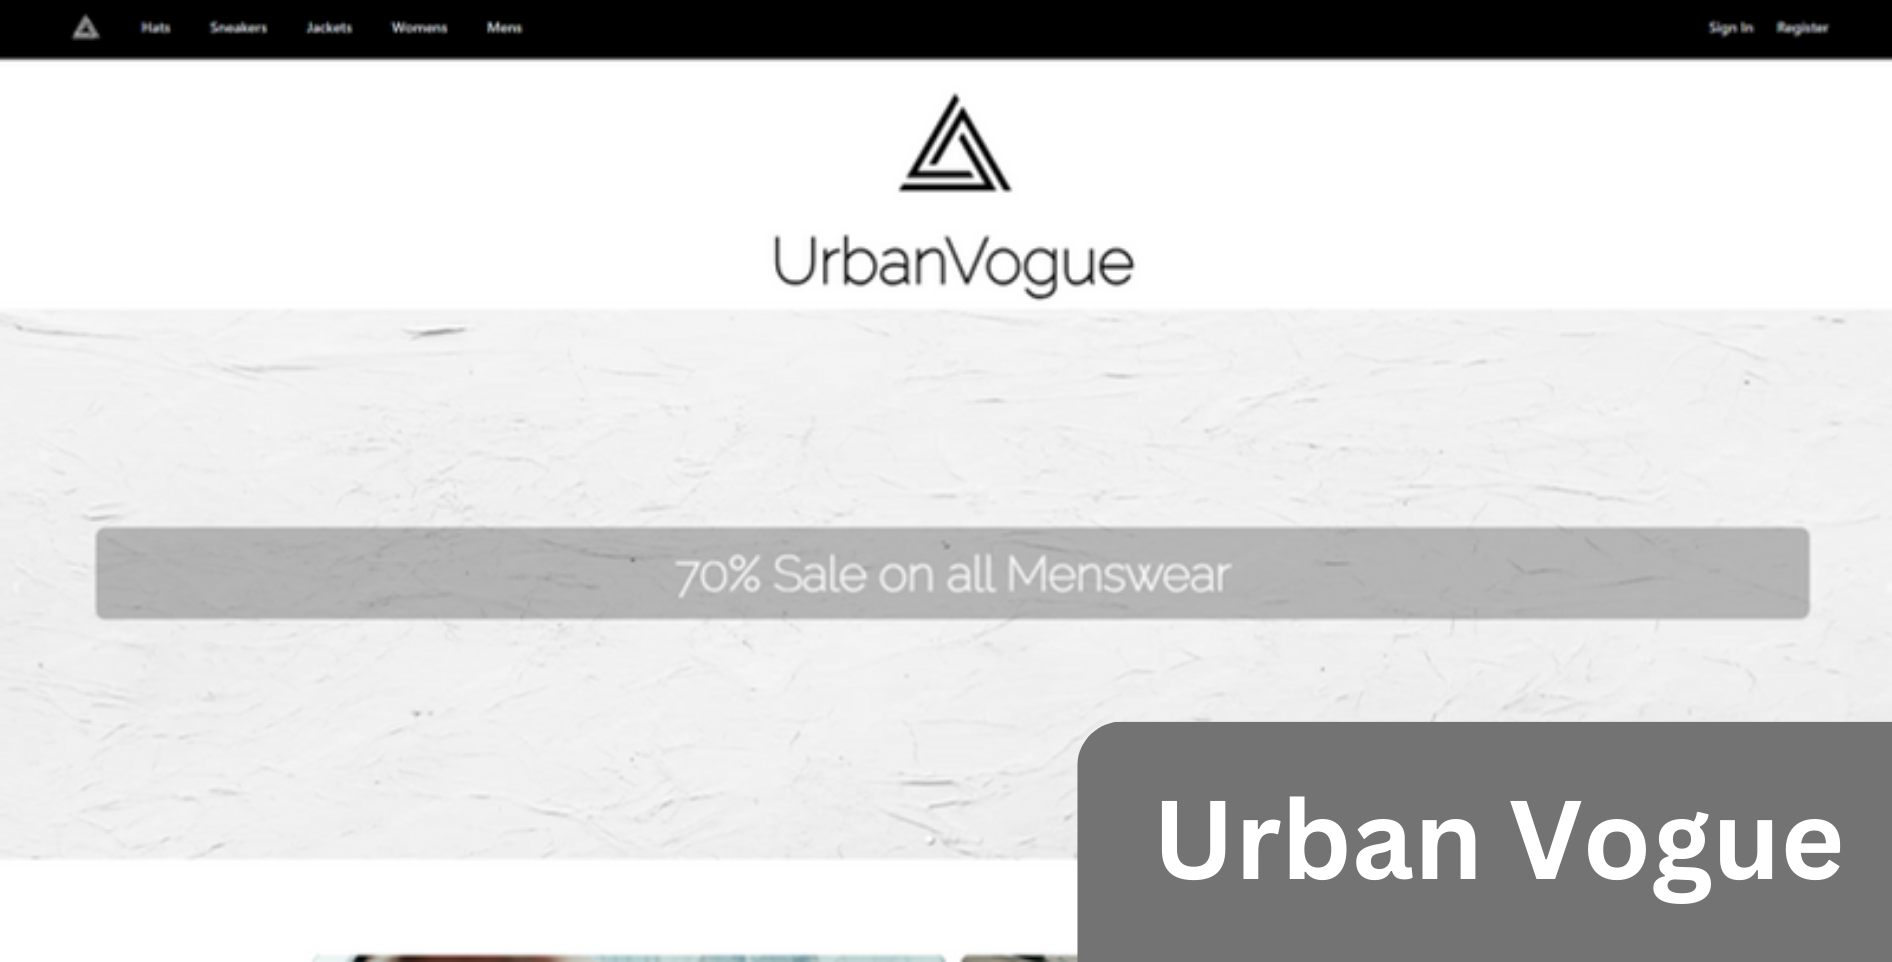 Hats Sneakers Jackets Womens Mens Sign In Register
UrbanVogue
70% Sale on all Menswear
Urban Vogue